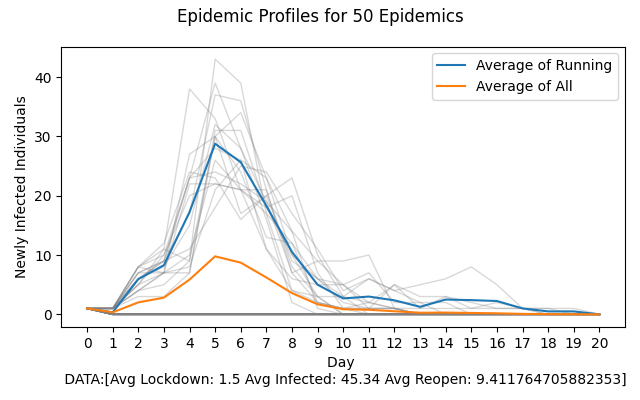 Epidemic Profiles for 50 Epidemics
Average of Running
Average of All
Newly Infected Individuals
40
30
20
10
0
0 1 2 3 4 5 6 7 8 9 10 11 12 13 14 15 16 17 18 19 20
Day
DATA:[Avg Lockdown: 1.5 Avg Infected: 45.34 Avg Reopen: 9.411764705882353]